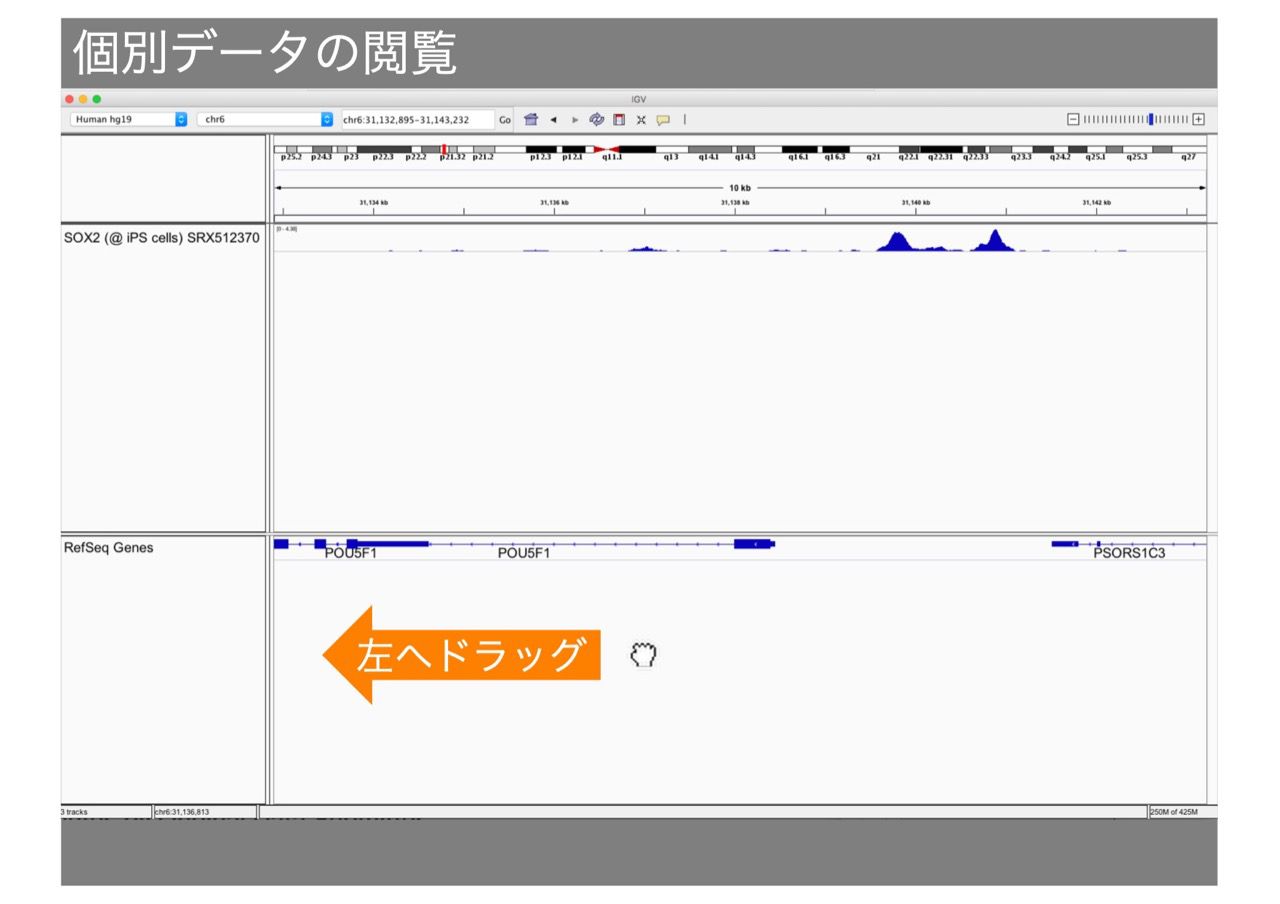 個別データの閲覧
IGV
Human hg19 chr6 chr6:31,132,895-31,143,232 Go
p25.2 p24.3 p23 p22.3 p22.2 p21.32 p21.2 p12.3 p12.1 q11.1 q13 q14.1 q14.3 q16.1 q16.3 q21 q22.1 q22.31 q22.33 q23.3 q24.2 q25.1 q25.3 q27
10 kb
31,134 kb 31,136 kb 31,138 kb 31,140 kb 31,142 kb
SOX2 (@ iPS cells) SRX512370
[0 - 4.38]
RefSeq Genes
POU5F1 POU5F1 PSORS1C3
左へドラッグ
3 tracks chr6:31,136,813 250M of 425M